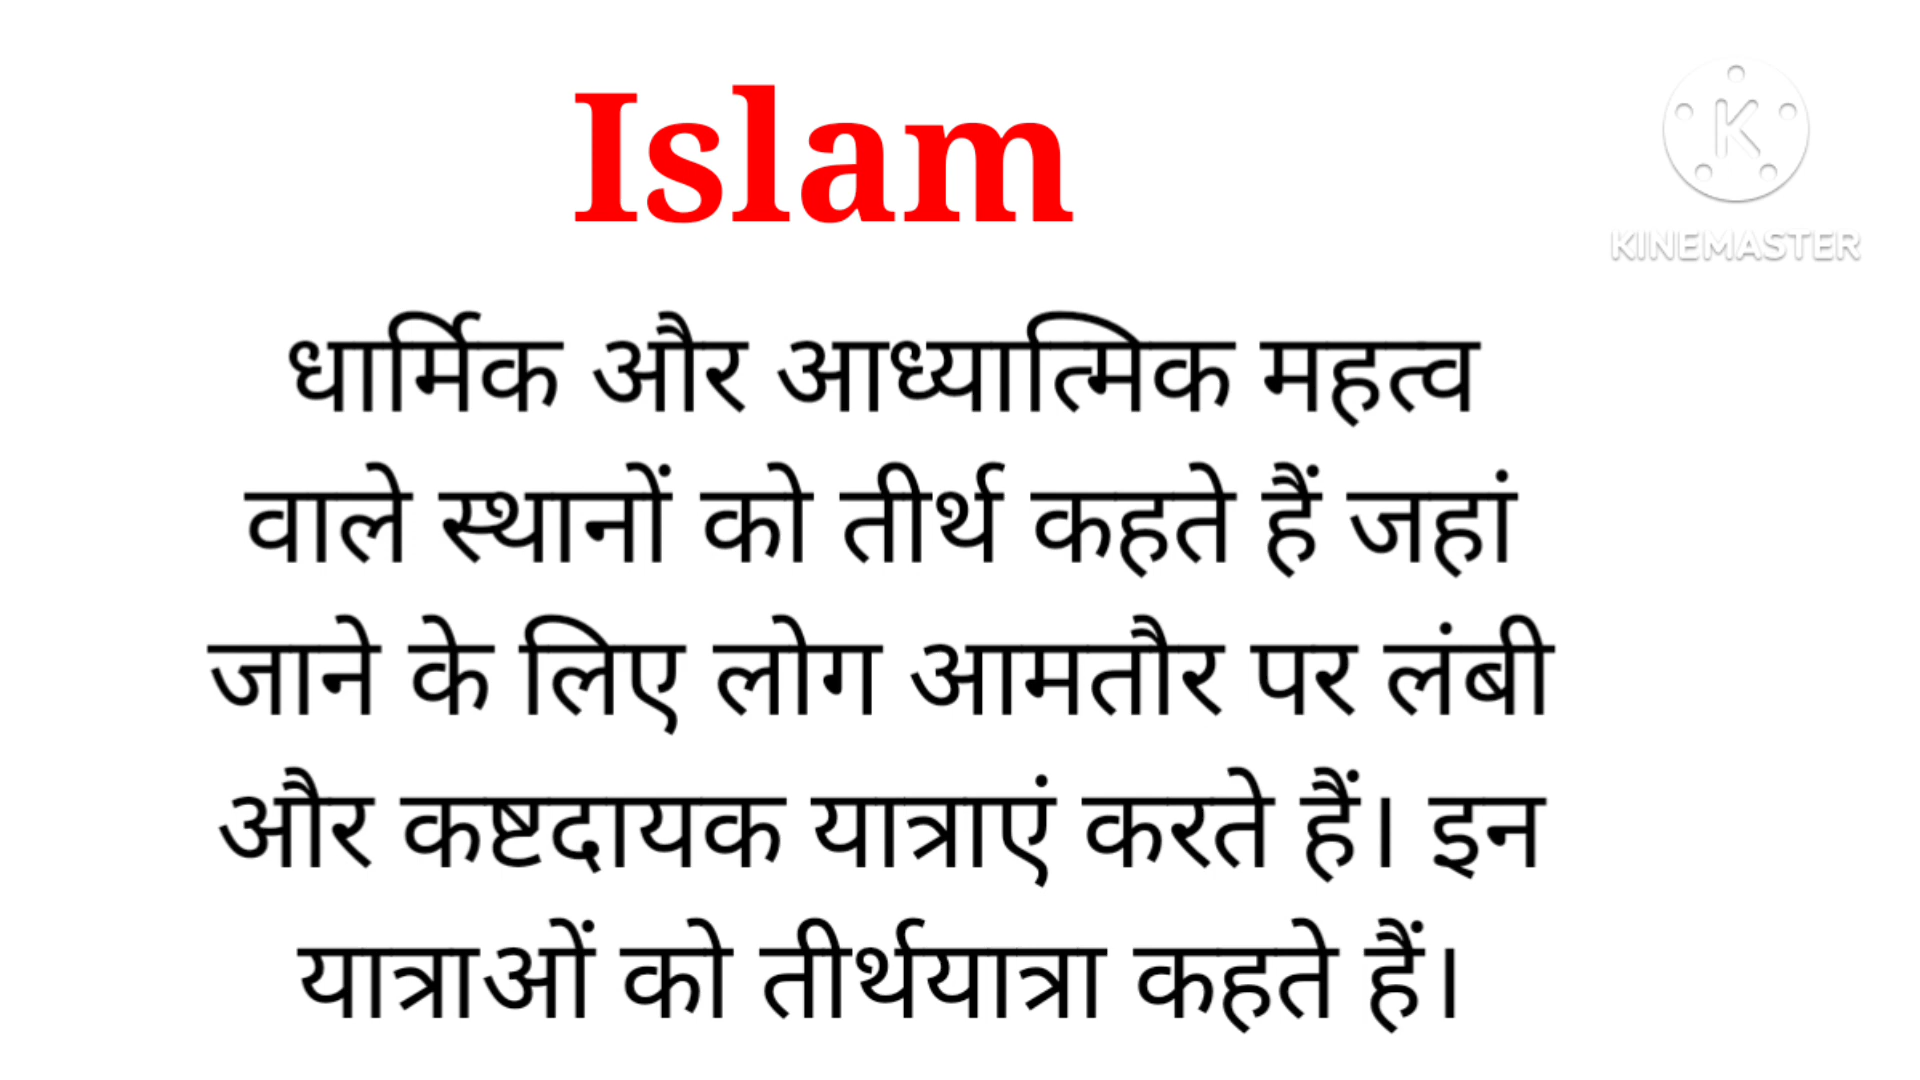 Islam
K
KINEMASTER
धार्मिक और आध्यात्मिक महत्व
वाले स्थानों को तीर्थ कहते हैं जहां
जाने के लिए लोग आमतौर पर लंबी
और कष्टदायक यात्राएं करते हैं। इन
यात्राओं को तीर्थयात्रा कहते हैं।